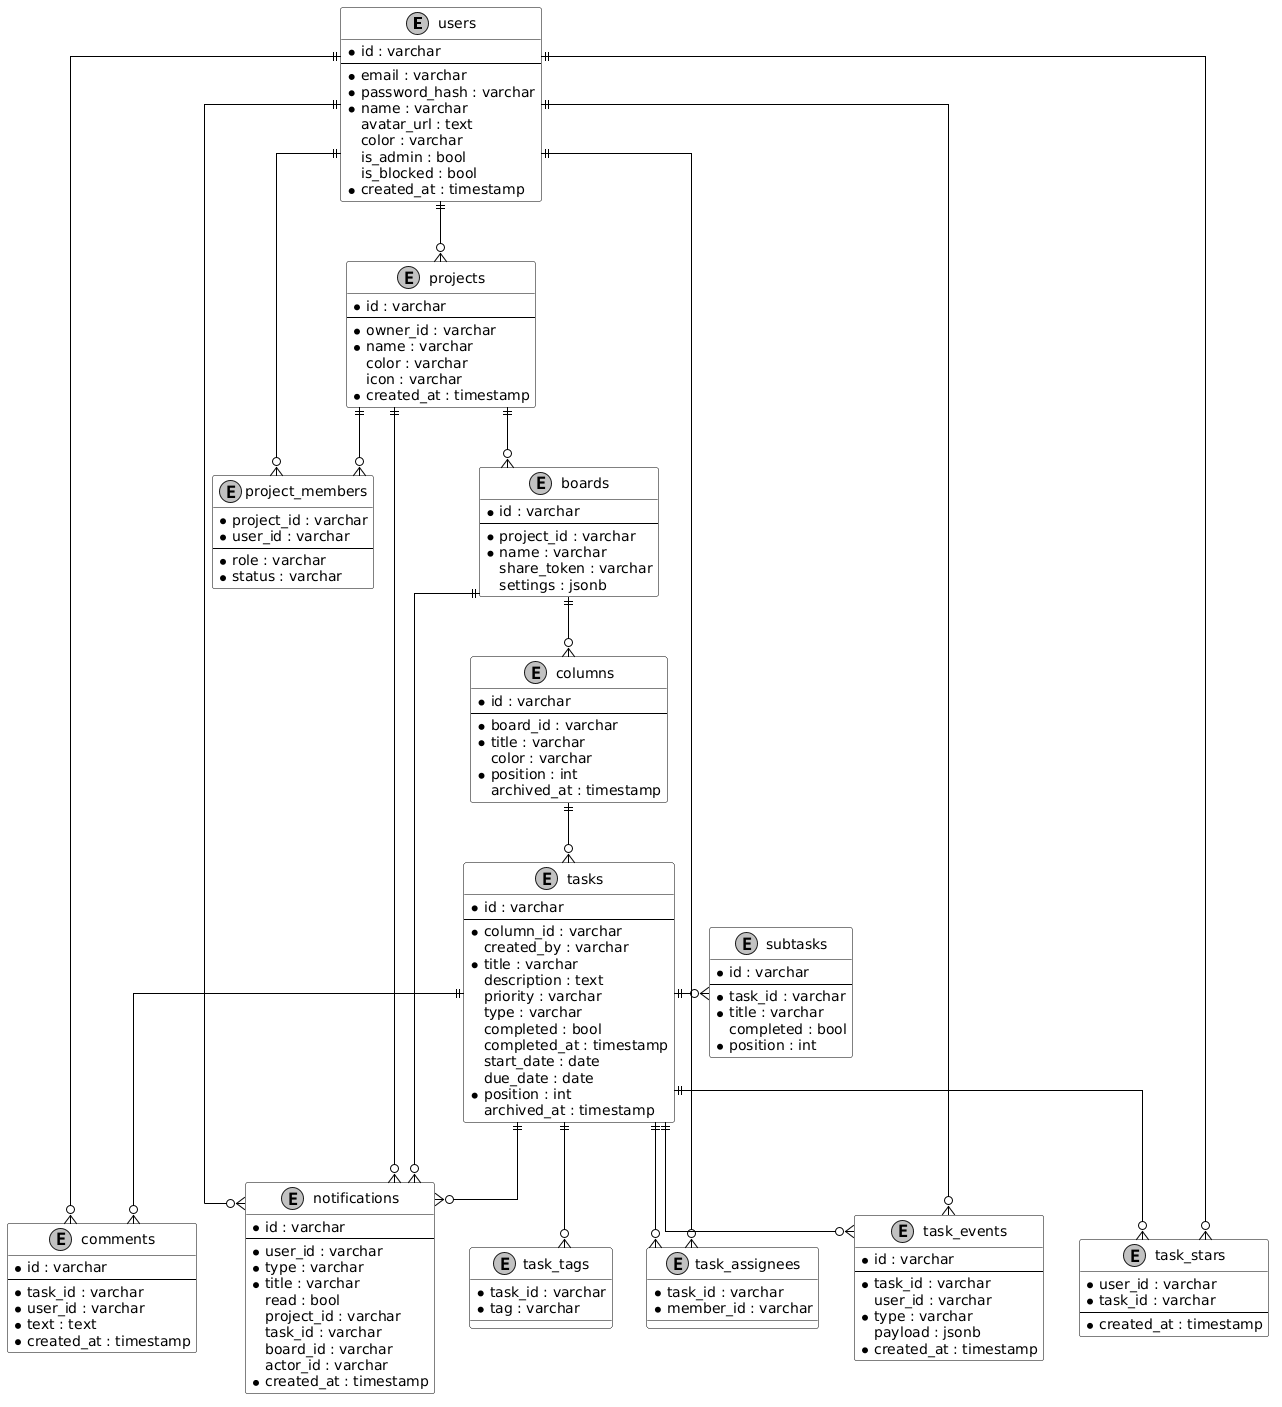 E users
* id : varchar
* email : varchar
* password_hash : varchar
* name : varchar
avatar_url : text
color : varchar
is_admin : bool
is_blocked : bool
* created_at : timestamp
E projects
* id : varchar
* owner_id : varchar
* name : varchar
color : varchar
icon : varchar
* created_at : timestamp
E project_members
* project_id : varchar
* user_id : varchar
* role : varchar
* status : varchar
E boards
* id : varchar
* project_id : varchar
* name : varchar
share_token : varchar
settings : jsonb
E columns
* id : varchar
* board_id : varchar
* title : varchar
color : varchar
* position : int
archived_at : timestamp
E tasks
* id : varchar
* column_id : varchar
created_by : varchar
* title : varchar
description : text
priority : varchar
type : varchar
completed : bool
completed_at : timestamp
start_date : date
due_date : date
* position : int
archived_at : timestamp
E subtasks
* id : varchar
* task_id : varchar
* title : varchar
completed : bool
* position : int
E comments
* id : varchar
* task_id : varchar
* user_id : varchar
* text : text
* created_at : timestamp
E notifications
* id : varchar
* user_id : varchar
* type : varchar
* title : varchar
read : bool
project_id : varchar
task_id : varchar
board_id : varchar
actor_id : varchar
* created_at : timestamp
E task_tags
* task_id : varchar
* tag : varchar
E task_assignees
* task_id : varchar
* member_id : varchar
E task_events
* id : varchar
* task_id : varchar
user_id : varchar
* type : varchar
payload : jsonb
* created_at : timestamp
E task_stars
* user_id : varchar
* task_id : varchar
* created_at : timestamp